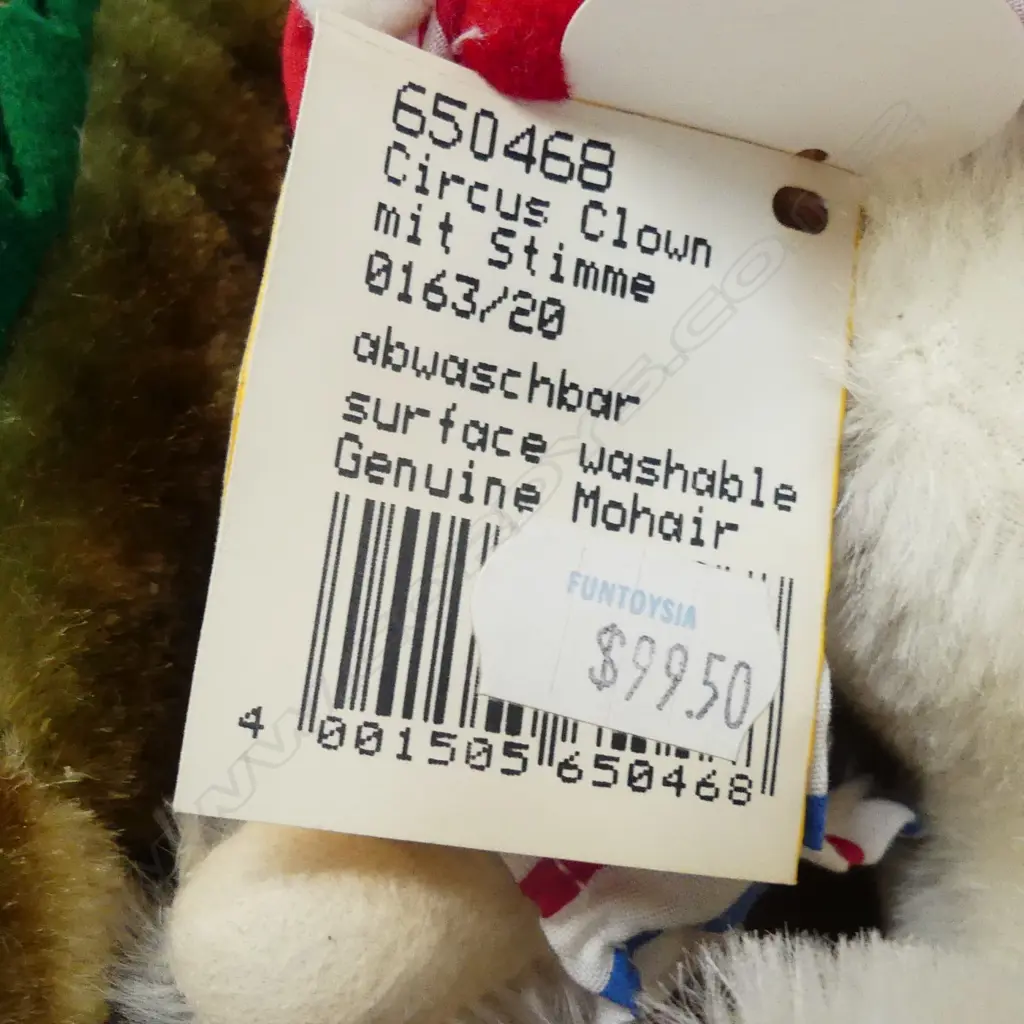 650468
Circus Clown
mit Stimme
0163/20
abwaschbar
surface washable
Genuine Mohair
FUNTOYSIA
$99.50
4 001505 650468